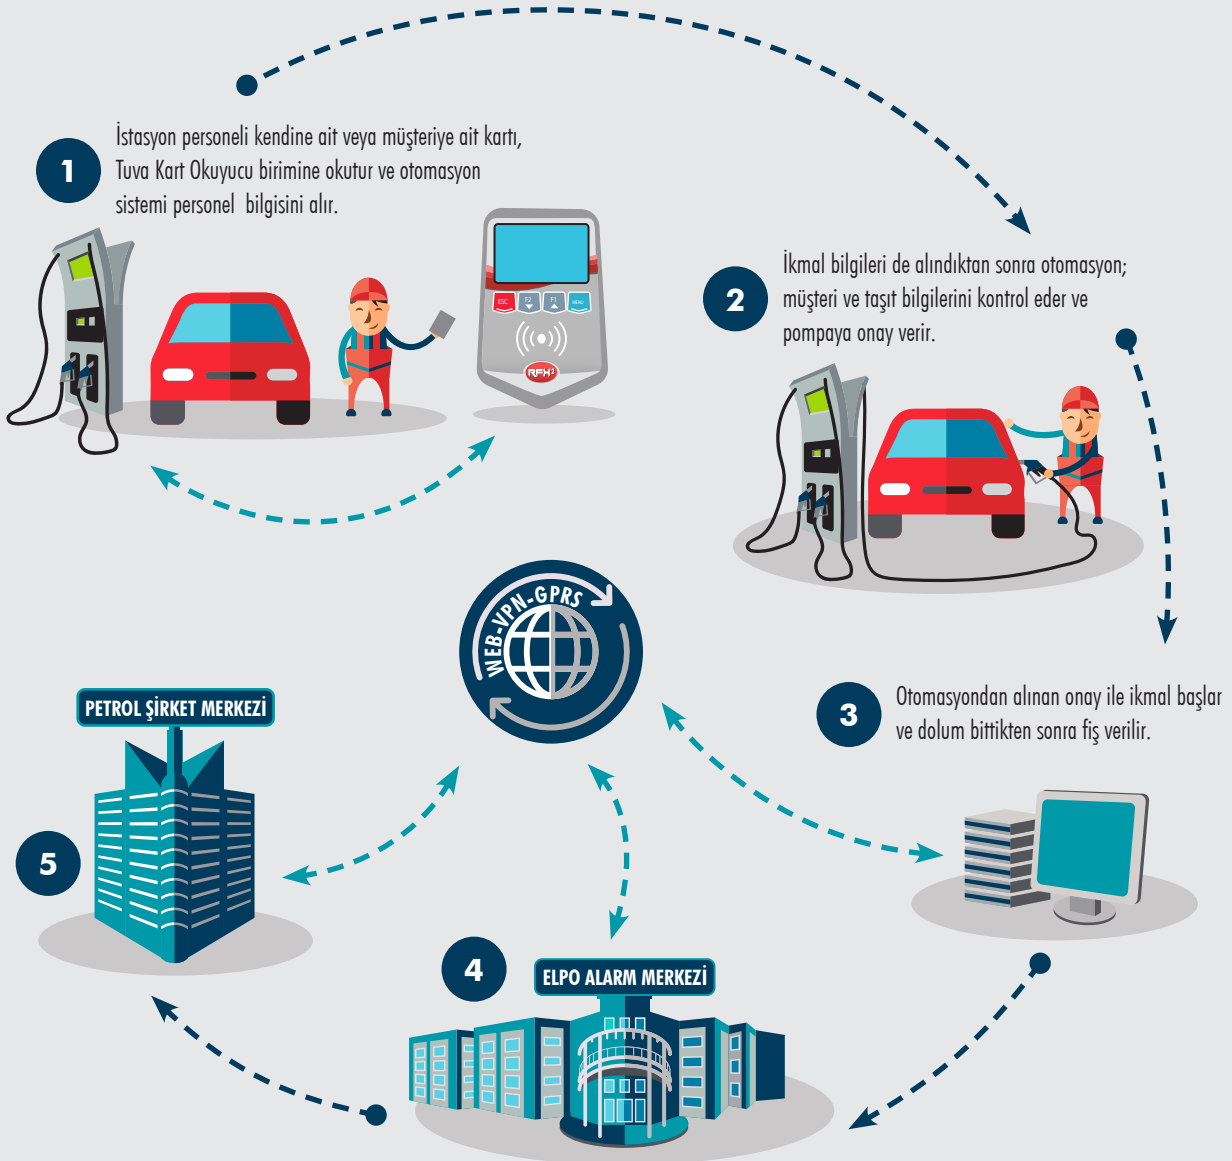 1
İstasyon personeli kendine ait veya müşteriye ait kartı,
Tuva Kart Okuyucu birimine okutur ve otomasyon
sistemi personel bilgisini alır.
ESC
F2
F1
MENU
RFX³
2
İkmal bilgileri de alındıktan sonra otomasyon;
müşteri ve taşıt bilgilerini kontrol eder ve
pompaya onay verir.
WEB-VPN-GPRS
3
Otomasyondan alınan onay ile ikmal başlar
ve dolum bittikten sonra fiş verilir.
PETROL ŞİRKET MERKEZİ
5
4
ELPO ALARM MERKEZİ